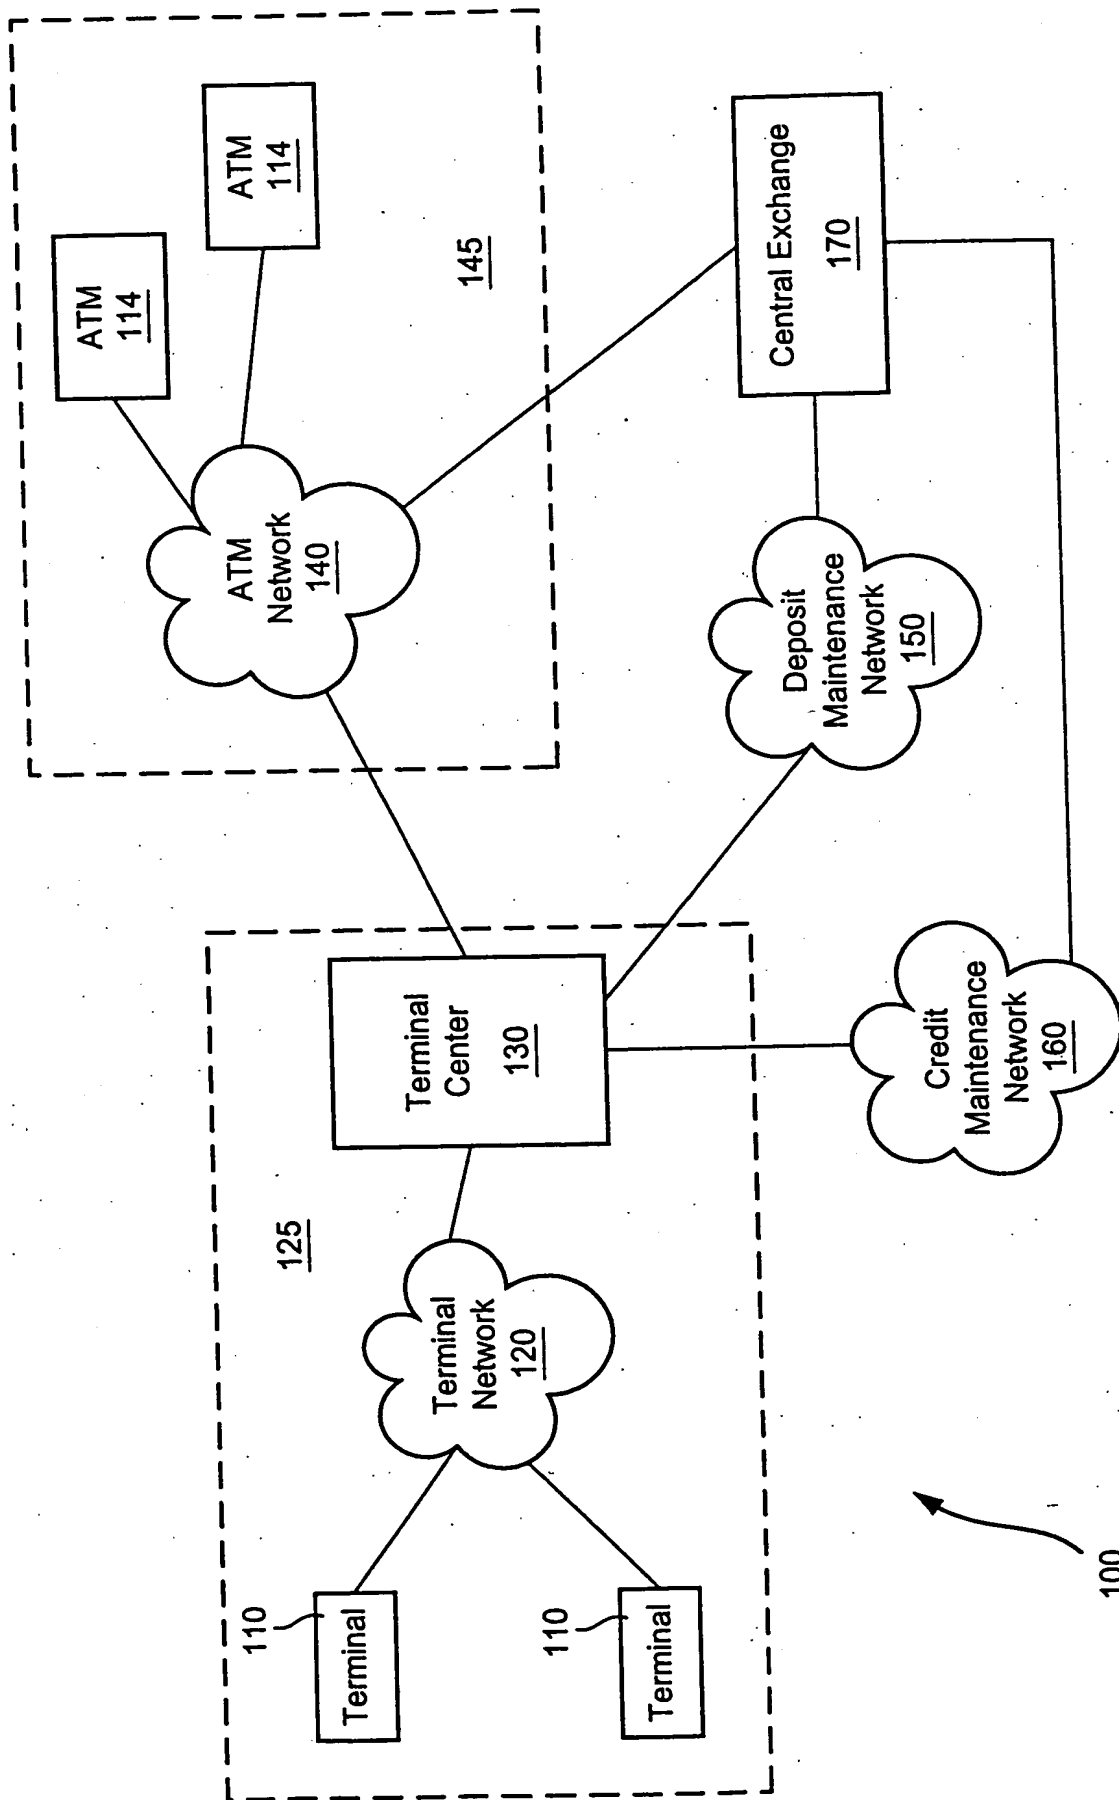 110
Terminal
110
Terminal
Terminal
Network
120
125
Terminal
Center
130
ATM
Network
140
ATM
114
ATM
114
145
Credit
Maintenance
Network
160
Deposit
Maintenance
Network
150
Central Exchange
170
100